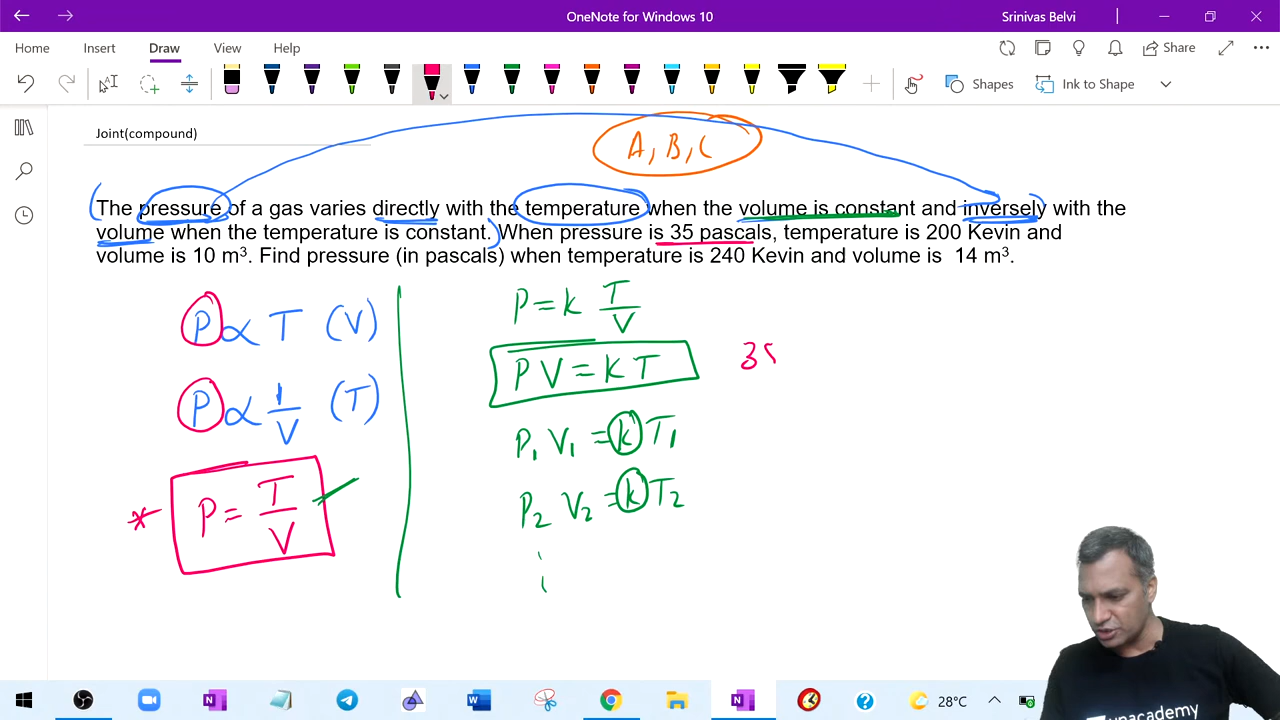 OneNote for Windows 10
Srinivas Belvi
Home Insert Draw View Help
Share
Shapes
Ink to Shape
Joint(compound)
A, B, C
The pressure of a gas varies directly with the temperature when the volume is constant and inversely with the
volume when the temperature is constant. When pressure is 35 pascals, temperature is 200 Kevin and
volume is 10 m³. Find pressure (in pascals) when temperature is 240 Kevin and volume is 14 m³.
P ∝ T (V)
P ∝ 1/V (T)
* P = T/V
P = k T/V
PV = KT
P₁ V₁ = k T₁
P₂ V₂ = k T₂
28°C